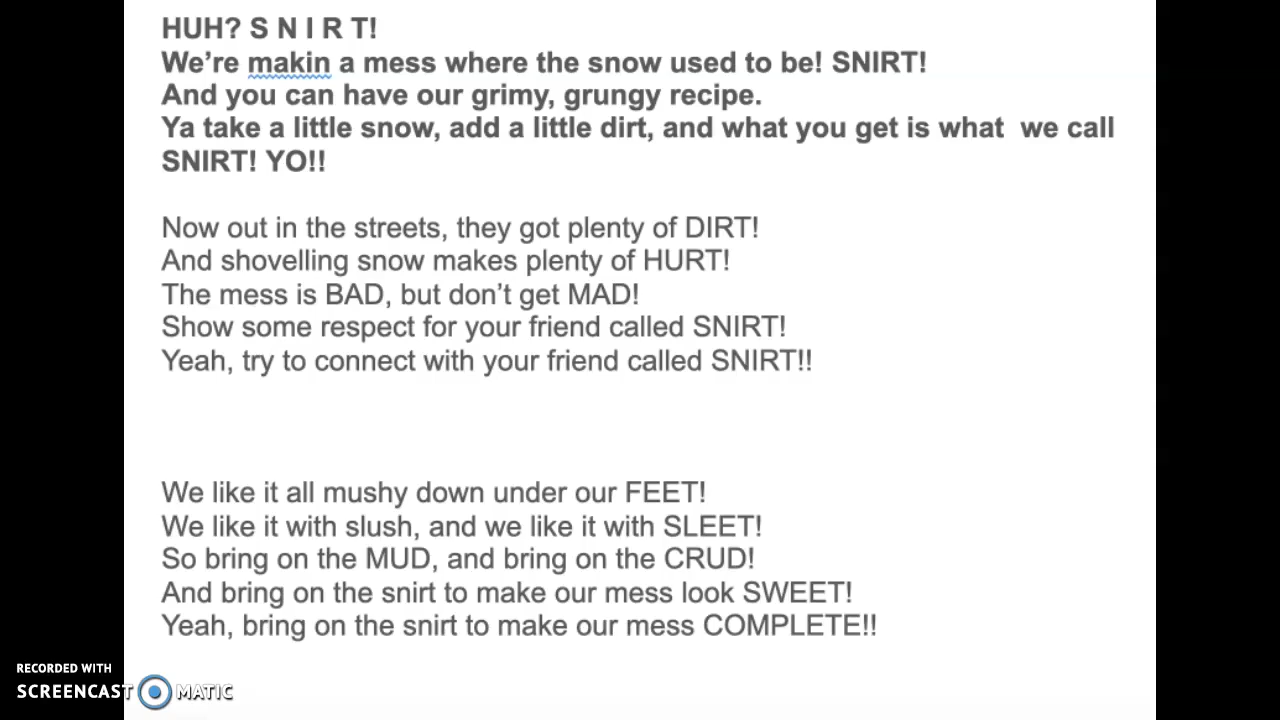 HUH? S N I R T!
We’re makin a mess where the snow used to be! SNIRT!
And you can have our grimy, grungy recipe.
Ya take a little snow, add a little dirt, and what you get is what  we call
SNIRT! YO!!
Now out in the streets, they got plenty of DIRT!
And shovelling snow makes plenty of HURT!
The mess is BAD, but don’t get MAD!
Show some respect for your friend called SNIRT!
Yeah, try to connect with your friend called SNIRT!!
We like it all mushy down under our FEET!
We like it with slush, and we like it with SLEET!
So bring on the MUD, and bring on the CRUD!
And bring on the snirt to make our mess look SWEET!
Yeah, bring on the snirt to make our mess COMPLETE!!
RECORDED WITH
SCREENCAST MATIC